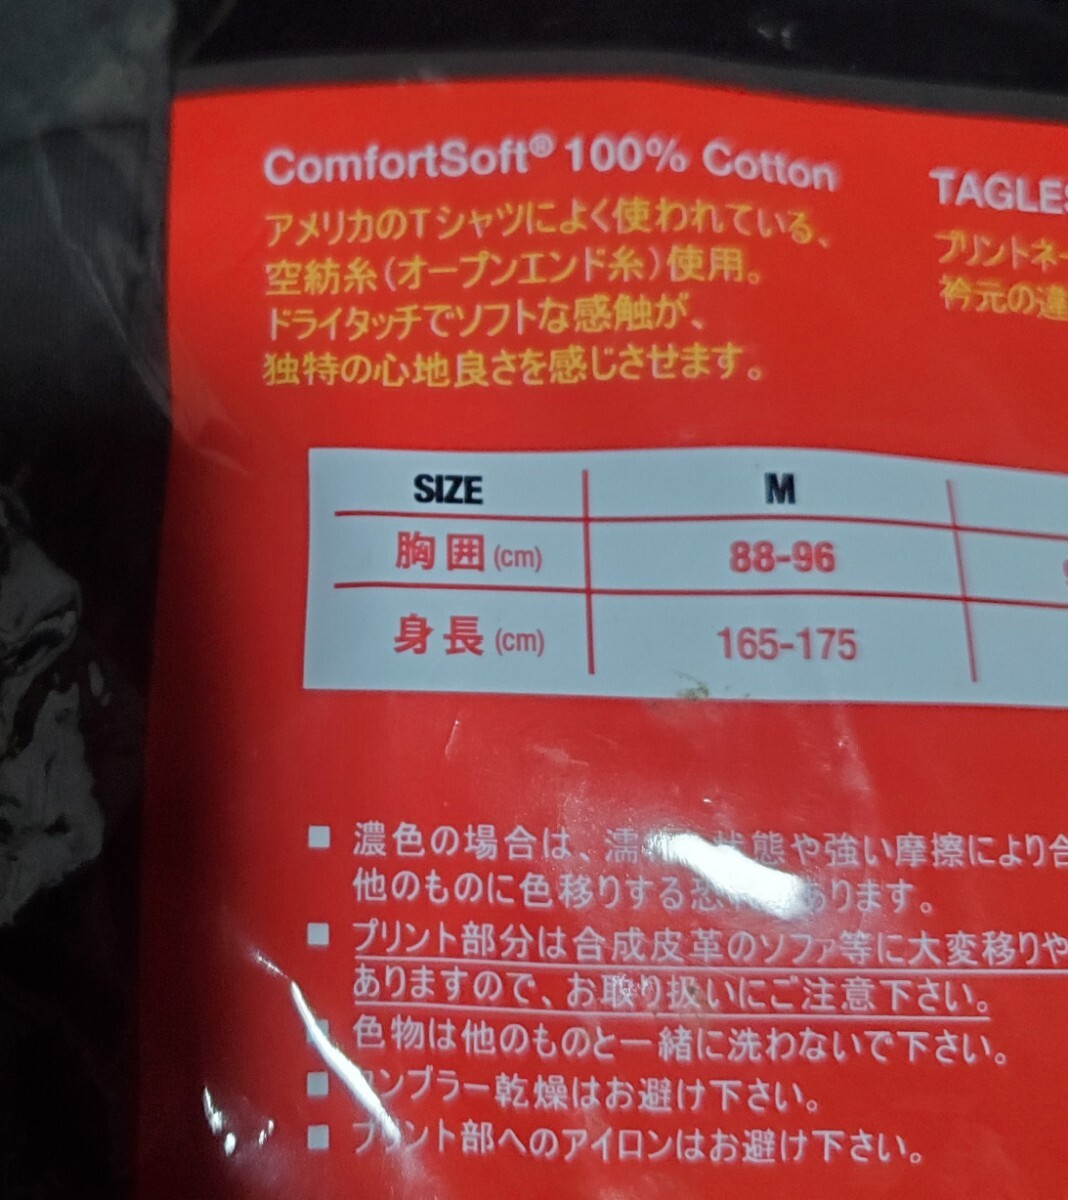 ComfortSoft® 100% Cotton
アメリカのTシャツによく使われている、
空紡糸(オープンエンド糸)使用。
ドライタッチでソフトな感触が、
独特の心地良さを感じさせます。
プリントネー
衿元の違
SIZE M
胸囲(cm) 88-96
身長(cm) 165-175
■ 濃色の場合は、 状態や強い摩擦により
他のものに色移りする あります。
■ プリント部分は合成皮革のソファ等に大変移りや
ありますので、お取り扱いにご注意下さい。
■ 色物は他のものと一緒に洗わないで下さい。
■ タンブラー乾燥はお避け下さい。
■ プリント部へのアイロンはお避け下さい。